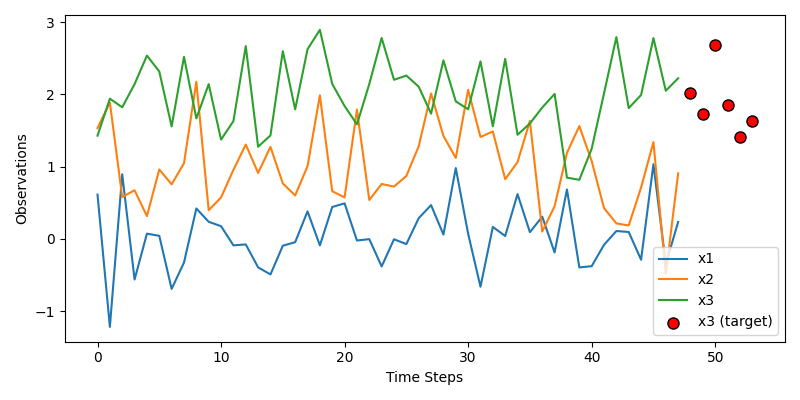 3
2
1
0
−1
Observations
0
10
20
30
40
50
Time Steps
x1
x2
x3
x3 (target)